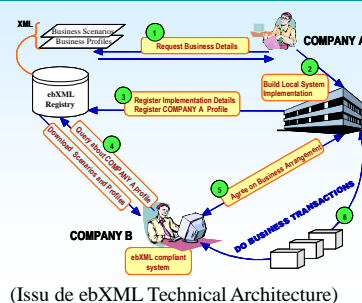 XML
Business Scenarios
Business Profiles
1
Request Business Details
COMPANY A
2
Build Local System
Implementation
ebXML
Registry
3
Register Implementation Details
Register COMPANY A Profile
4
Query about COMPANY A profile
Download Scenarios and Profiles
5
Agree on Business Arrangement
DO BUSINESS TRANSACTIONS
6
COMPANY B
ebXML compliant
system
(Issu de ebXML Technical Architecture)